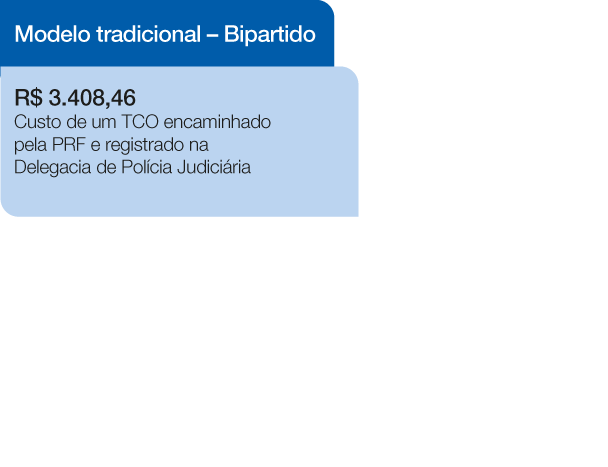 Modelo tradicional – Bipartido
R$ 3.408,46
Custo de um TCO encaminhado
pela PRF e registrado na
Delegacia de Polícia Judiciária